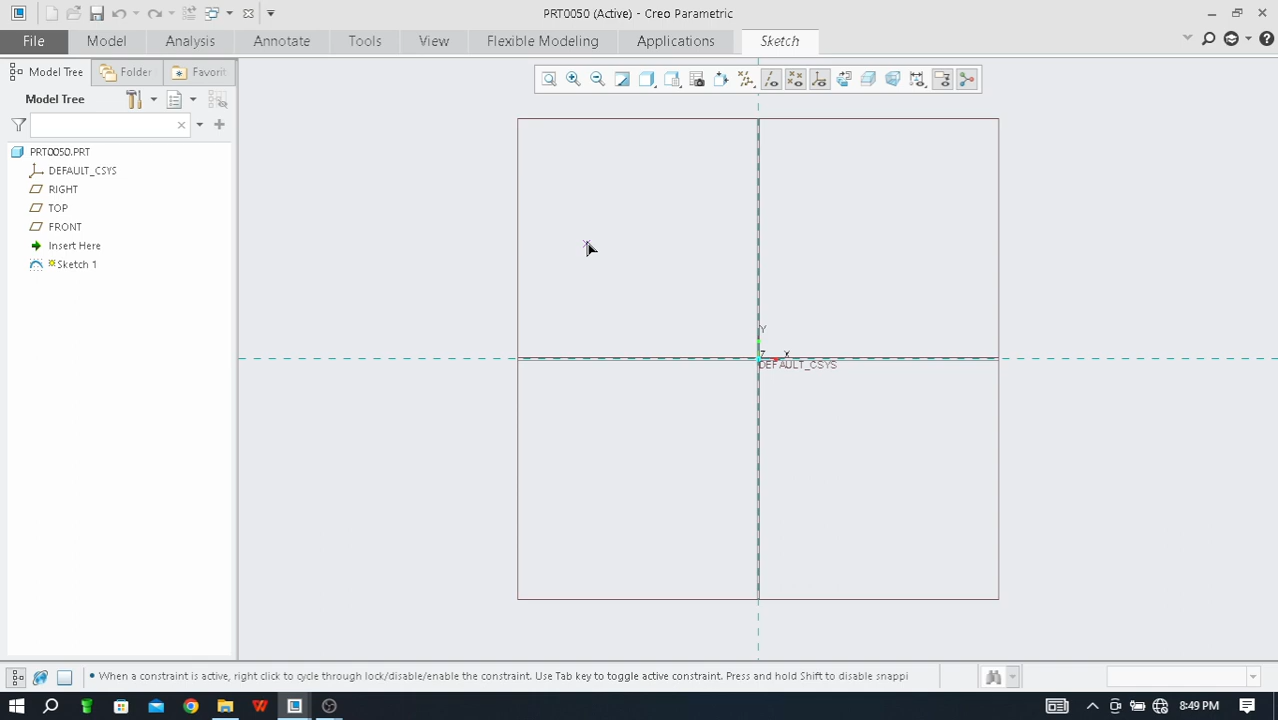 PRT0050 (Active) - Creo Parametric
File Model Analysis Annotate Tools View Flexible Modeling Applications Sketch
Model Tree Folder Favorit
Model Tree
PRT0050.PRT
DEFAULT_CSYS
RIGHT
TOP
FRONT
Insert Here
Sketch 1
Y
Z X
DEFAULT_CSYS
• When a constraint is active, right click to cycle through lock/disable/enable the constraint. Use Tab key to toggle active constraint. Press and hold Shift to disable snappi
8:49 PM